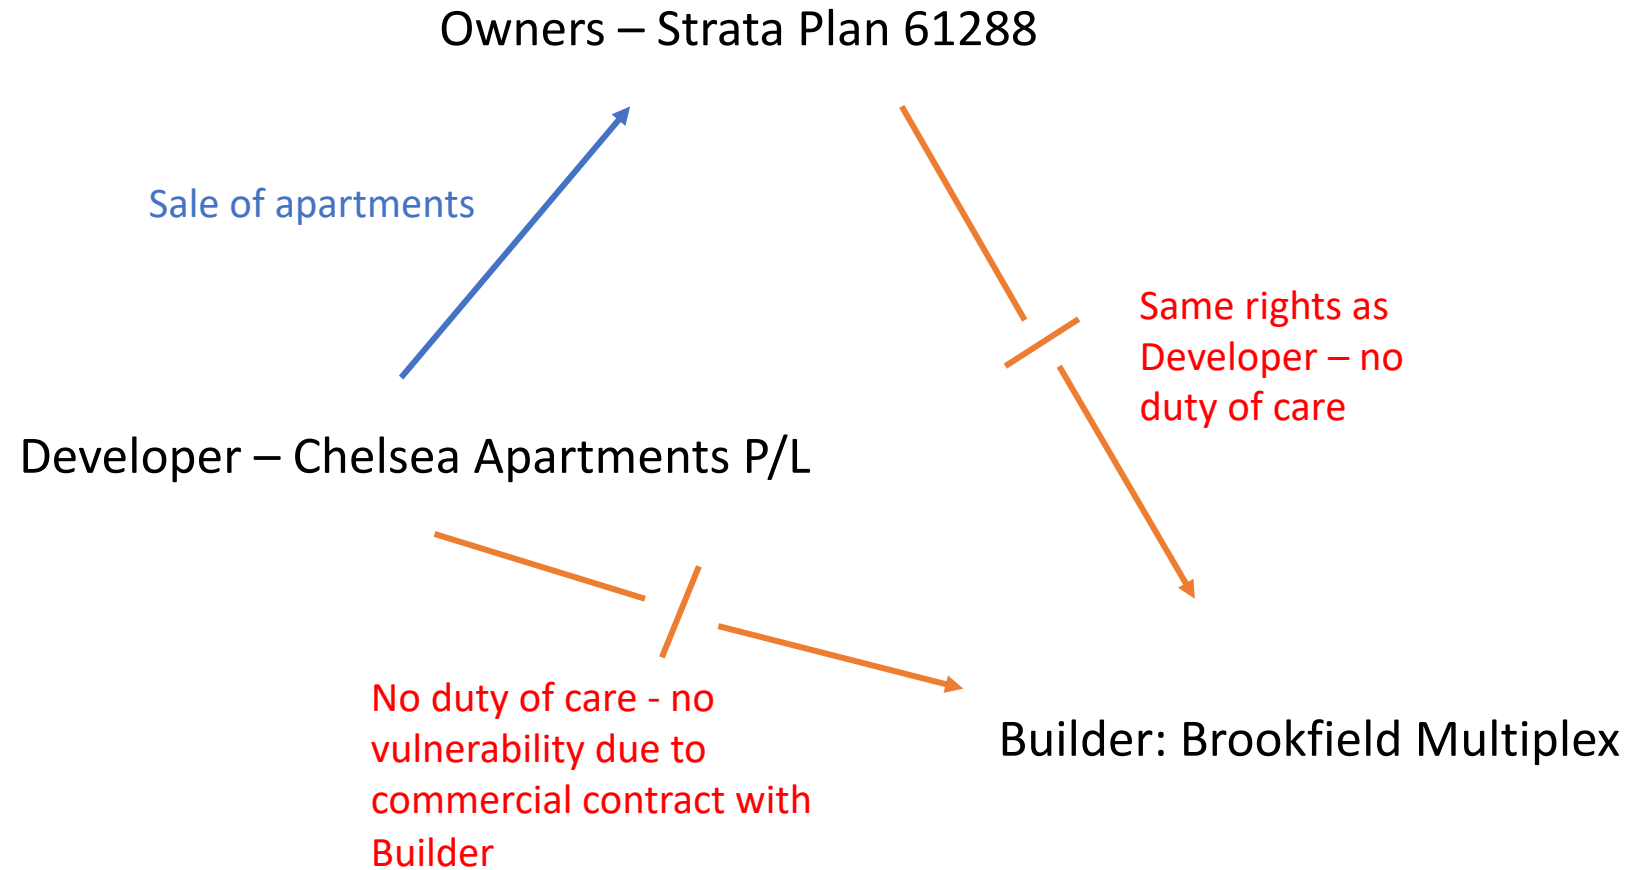 Owners – Strata Plan 61288
Sale of apartments
Same rights as
Developer – no
duty of care
Developer – Chelsea Apartments P/L
No duty of care - no
vulnerability due to
commercial contract with
Builder
Builder: Brookfield Multiplex